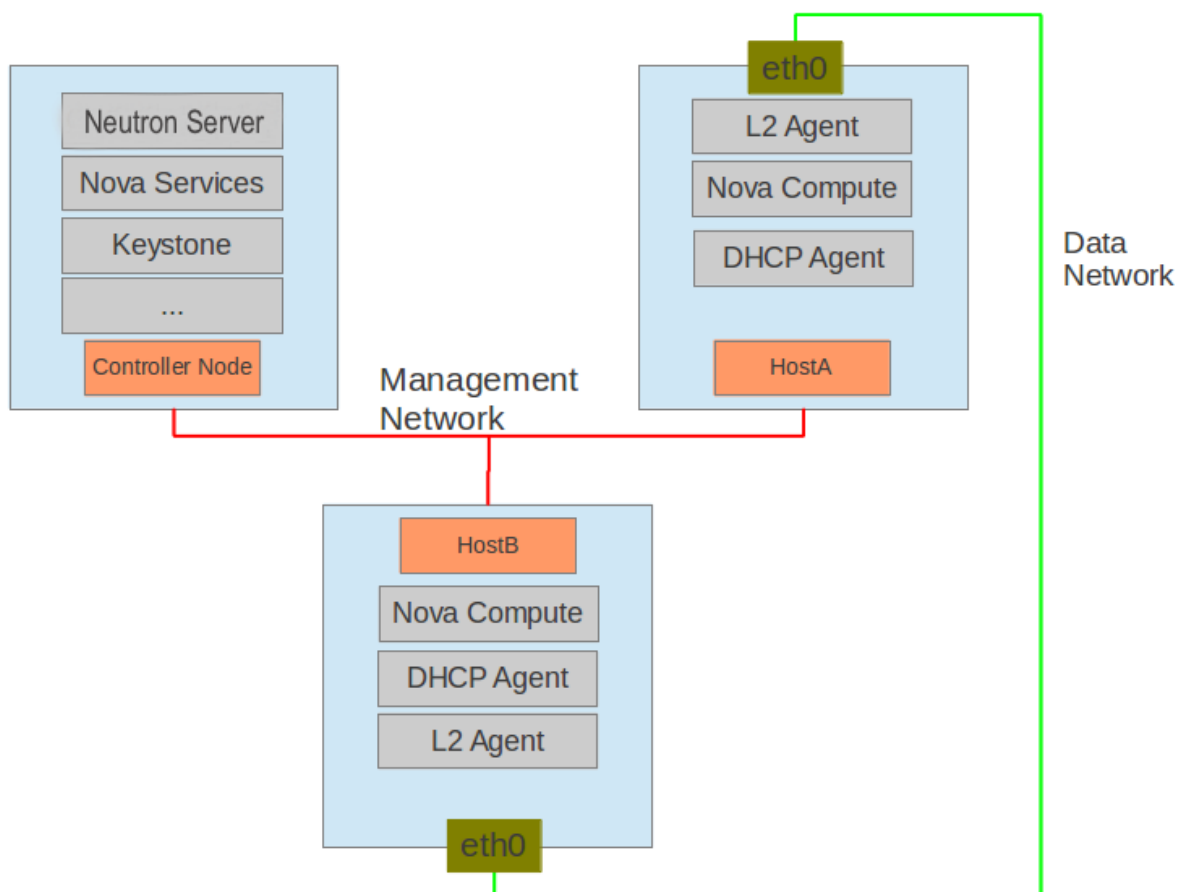 Neutron Server
Nova Services
Keystone
...
Controller Node
eth0
L2 Agent
Nova Compute
DHCP Agent
HostA
Data
Network
Management
Network
HostB
Nova Compute
DHCP Agent
L2 Agent
eth0